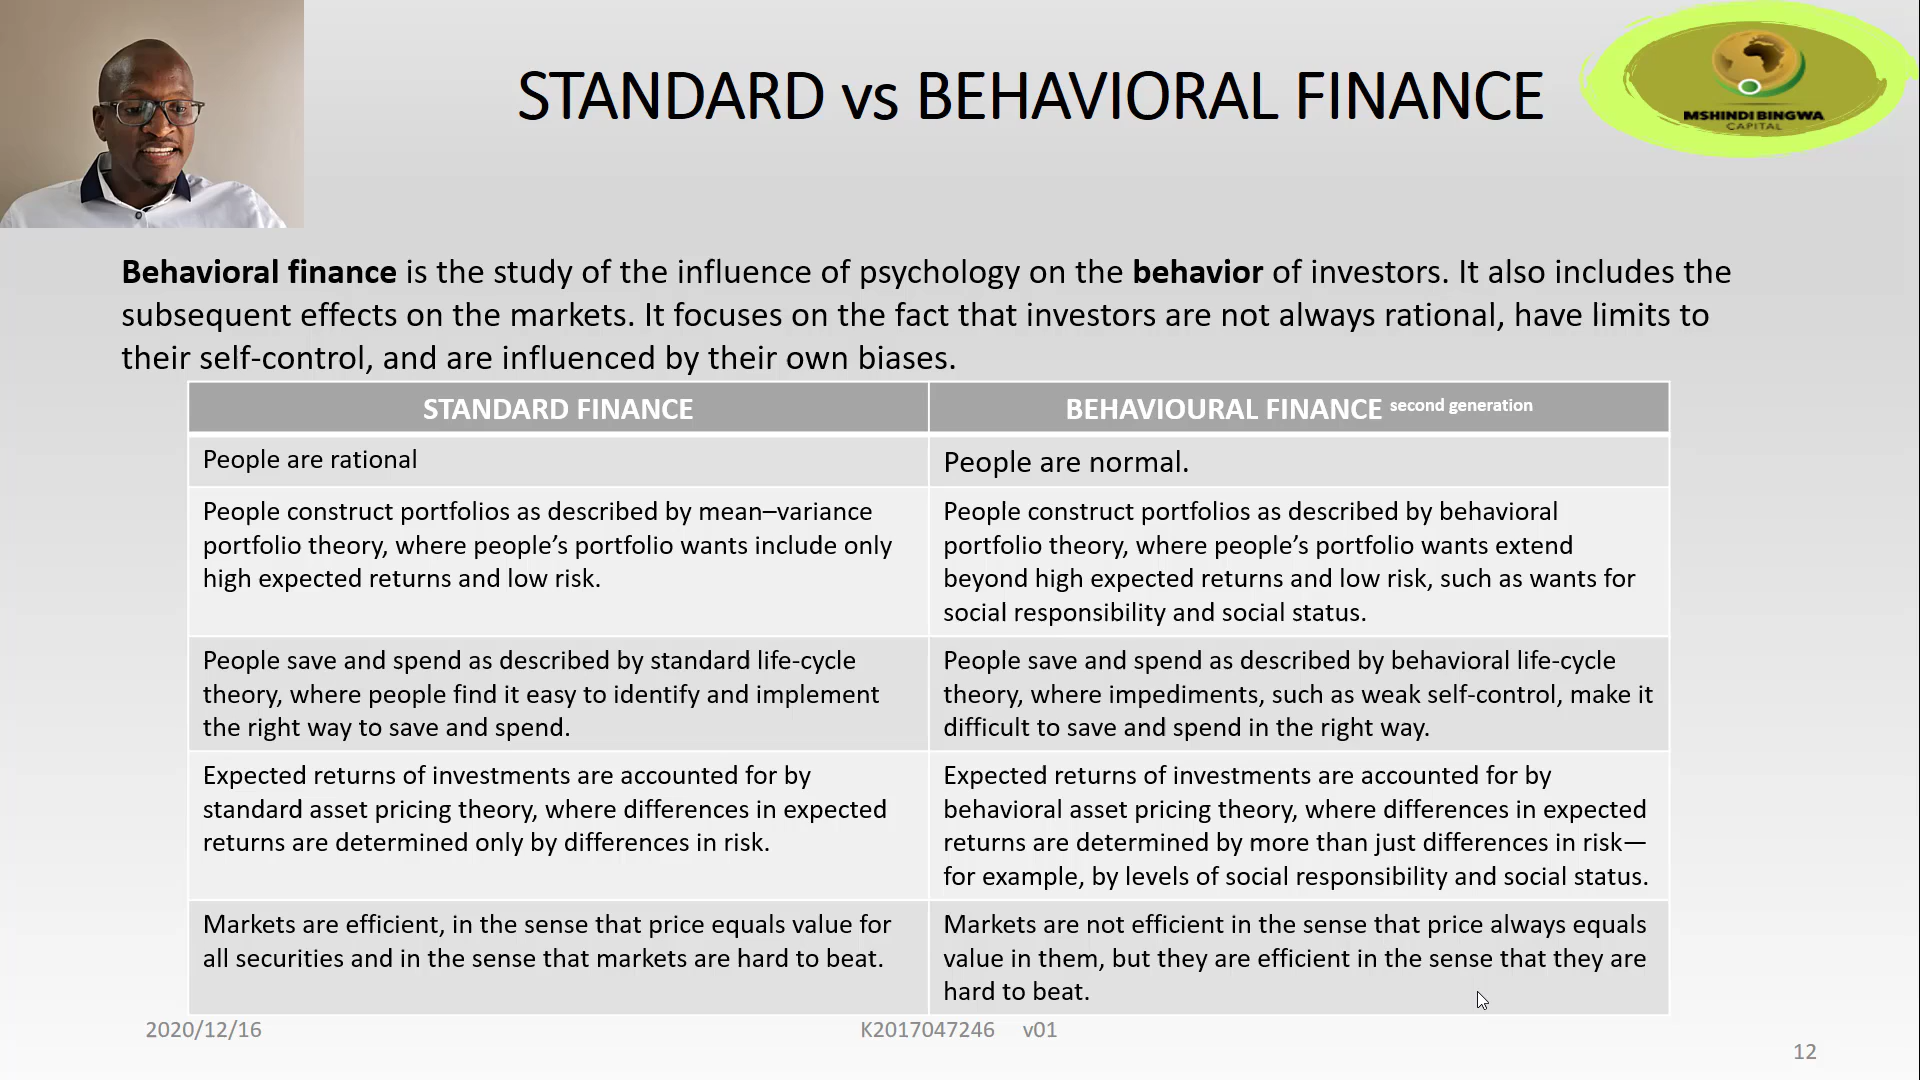 STANDARD vs BEHAVIORAL FINANCE
MSHINDI BINGWA
CAPITAL
Behavioral finance is the study of the influence of psychology on the behavior of investors. It also includes the
subsequent effects on the markets. It focuses on the fact that investors are not always rational, have limits to
their self-control, and are influenced by their own biases.
STANDARD FINANCE
BEHAVIOURAL FINANCE second generation
People are rational
People are normal.
People construct portfolios as described by mean–variance
portfolio theory, where people’s portfolio wants include only
high expected returns and low risk.
People construct portfolios as described by behavioral
portfolio theory, where people’s portfolio wants extend
beyond high expected returns and low risk, such as wants for
social responsibility and social status.
People save and spend as described by standard life-cycle
theory, where people find it easy to identify and implement
the right way to save and spend.
People save and spend as described by behavioral life-cycle
theory, where impediments, such as weak self-control, make it
difficult to save and spend in the right way.
Expected returns of investments are accounted for by
standard asset pricing theory, where differences in expected
returns are determined only by differences in risk.
Expected returns of investments are accounted for by
behavioral asset pricing theory, where differences in expected
returns are determined by more than just differences in risk—
for example, by levels of social responsibility and social status.
Markets are efficient, in the sense that price equals value for
all securities and in the sense that markets are hard to beat.
Markets are not efficient in the sense that price always equals
value in them, but they are efficient in the sense that they are
hard to beat.
2020/12/16
K2017047246 v01
12